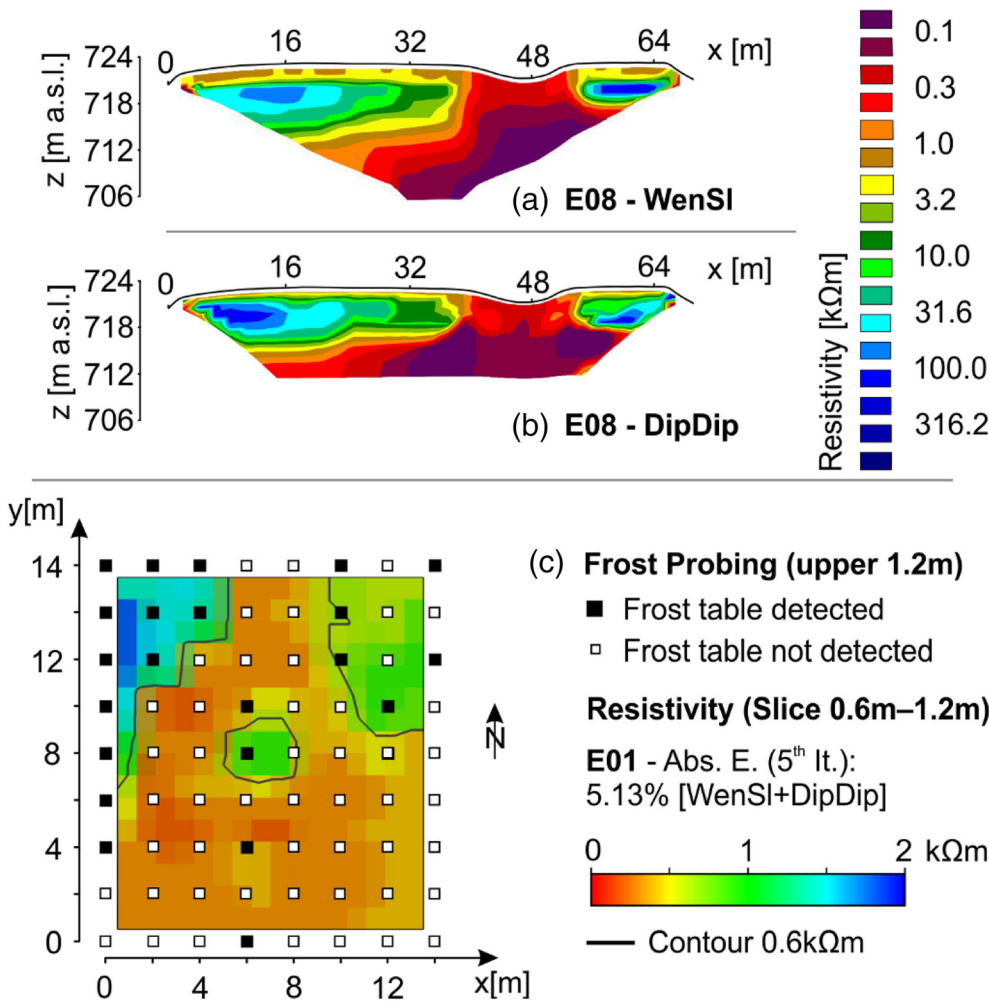 724
718
712
706
z [m a.s.l.]
0 16 32 48 64 x [m]
(a) E08 - WenSl
724
718
712
706
z [m a.s.l.]
0 16 32 48 64 x [m]
(b) E08 - DipDip
0.1
0.3
1.0
3.2
10.0
31.6
100.0
316.2
Resistivity [kΩm]
y[m]
14
12
10
8
6
4
0
0 4 8 12 x[m]
N
(c) Frost Probing (upper 1.2m)
Frost table detected
Frost table not detected
Resistivity (Slice 0.6m–1.2m)
E01 - Abs. E. (5th It.):
5.13% [WenSl+DipDip]
0 1 2 kΩm
Contour 0.6kΩm